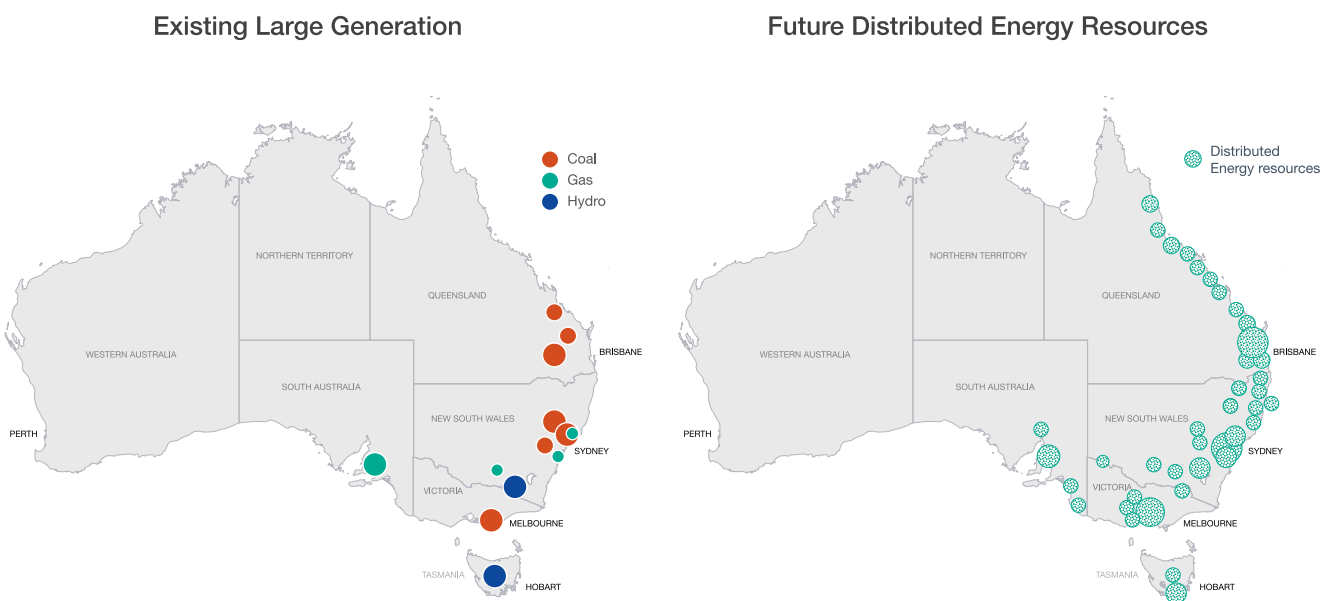 Existing Large Generation
Coal
Gas
Hydro
NORTHERN TERRITORY
QUEENSLAND
WESTERN AUSTRALIA
BRISBANE
SOUTH AUSTRALIA
NEW SOUTH WALES
PERTH
SYDNEY
VICTORIA
MELBOURNE
TASMANIA
HOBART
Future Distributed Energy Resources
Distributed
Energy resources
NORTHERN TERRITORY
QUEENSLAND
WESTERN AUSTRALIA
BRISBANE
SOUTH AUSTRALIA
NEW SOUTH WALES
PERTH
SYDNEY
VICTORIA
MELBOURNE
TASMANIA
HOBART